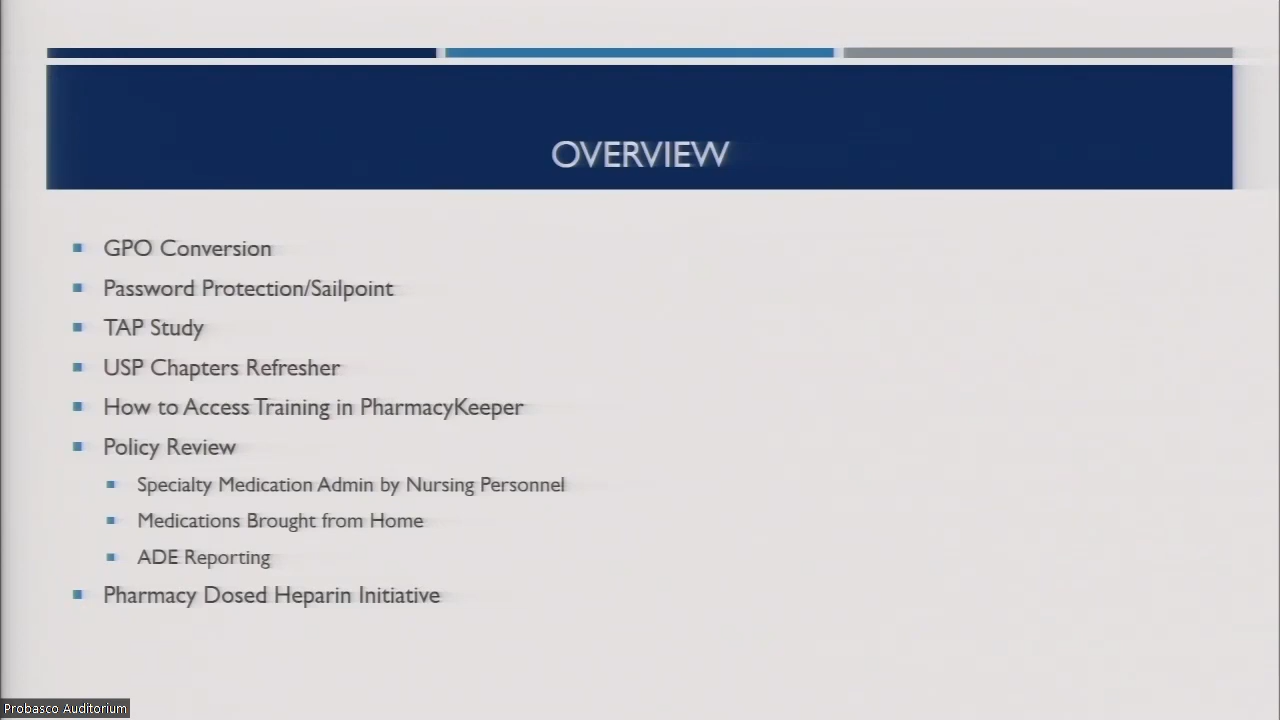 OVERVIEW
GPO Conversion
Password Protection/Sailpoint
TAP Study
USP Chapters Refresher
How to Access Training in PharmacyKeeper
Policy Review
Specialty Medication Admin by Nursing Personnel
Medications Brought from Home
ADE Reporting
Pharmacy Dosed Heparin Initiative
Probasco Auditorium